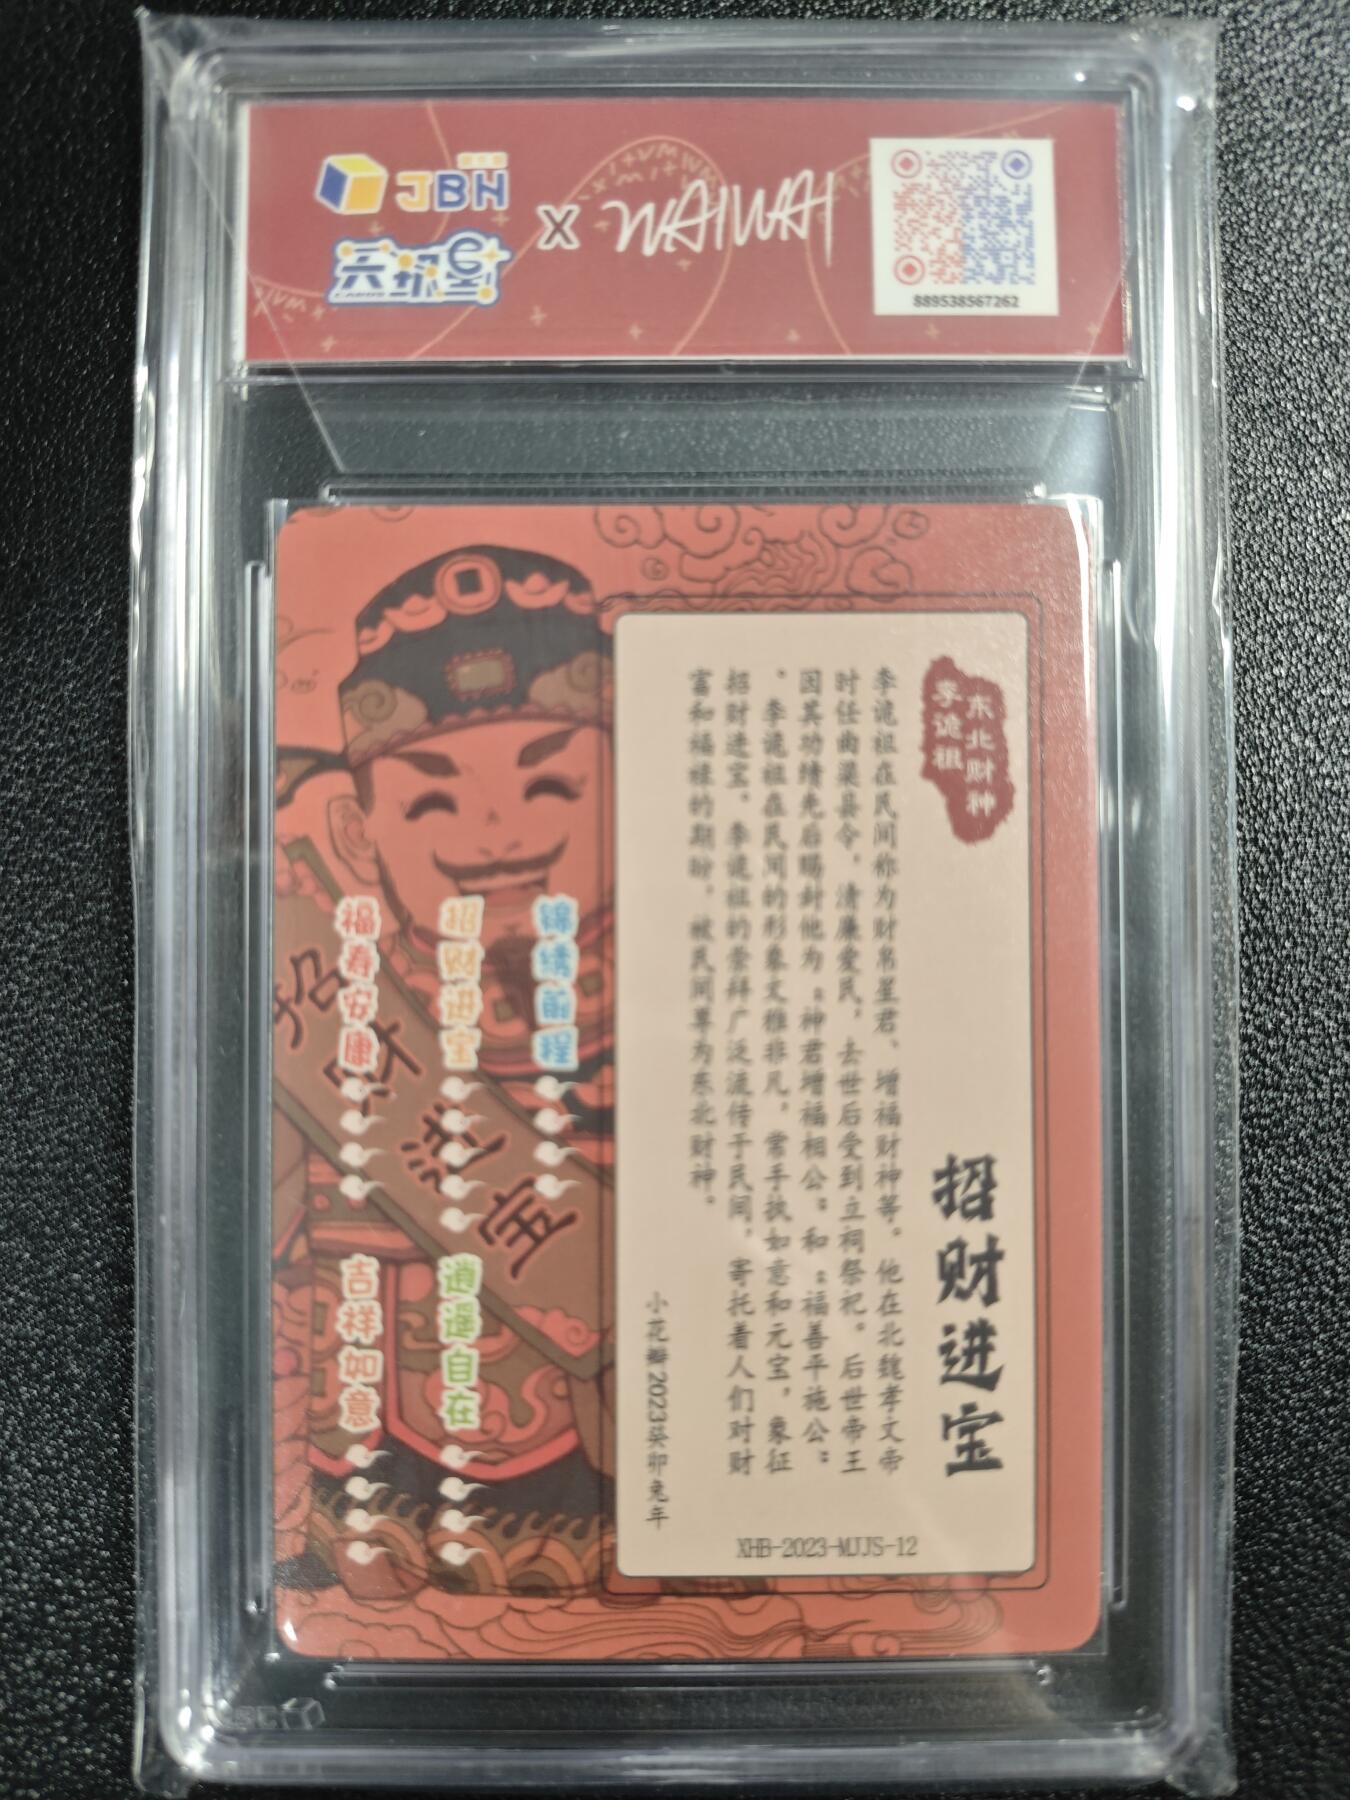 JBH
X
WAIWAI
889538567262
东北财神
李诡祖
招财进宝
李诡祖在民间称为财帛星君、增福财神等。他在北魏孝文帝
时任曲梁县令,清廉爱民,去世后受到立祠祭祀。后世帝王
因其功绩先后赐封他为:神君增福相公;和:福善平施公;
。李诡祖在民间的形象文雅非凡,常手执如意和元宝,象征
招财进宝。李诡祖的崇拜广泛流传于民间,寄托着人们对财
富和福禄的期盼,被民间尊为东北财神。
小花瓣2023癸卯兔年
XHB-2023-MJJS-12
锦绣前程
招财进宝
逍遥自在
福寿安康
吉祥如意
招财进宝